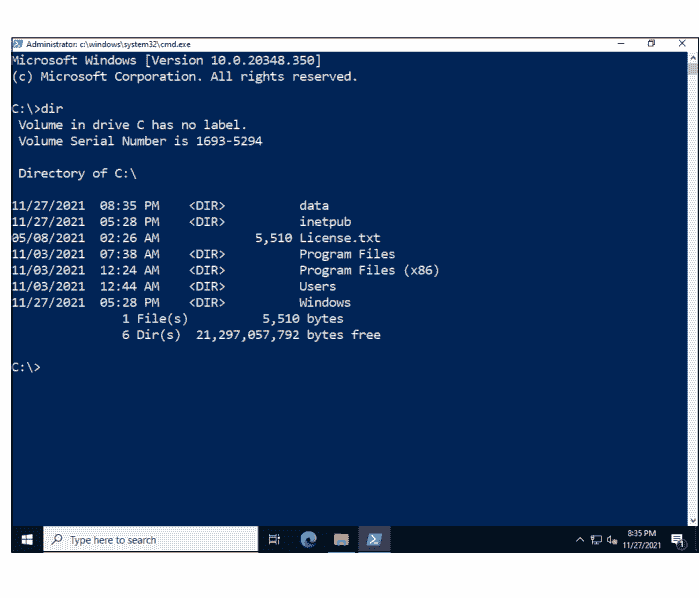 Administrator: c:\windows\system32\cmd.exe
Microsoft Windows [Version 10.0.20348.350]
(c) Microsoft Corporation. All rights reserved.
C:\>dir
Volume in drive C has no label.
Volume Serial Number is 1693-5294
Directory of C:\
11/27/2021 08:35 PM <DIR> data
11/27/2021 05:28 PM <DIR> inetpub
05/08/2021 02:26 AM 5,510 License.txt
11/03/2021 07:38 AM <DIR> Program Files
11/03/2021 12:24 AM <DIR> Program Files (x86)
11/03/2021 12:44 AM <DIR> Users
11/27/2021 05:28 PM <DIR> Windows
1 File(s) 5,510 bytes
6 Dir(s) 21,297,057,792 bytes free
C:\>
Type here to search
8:35 PM
11/27/2021
1